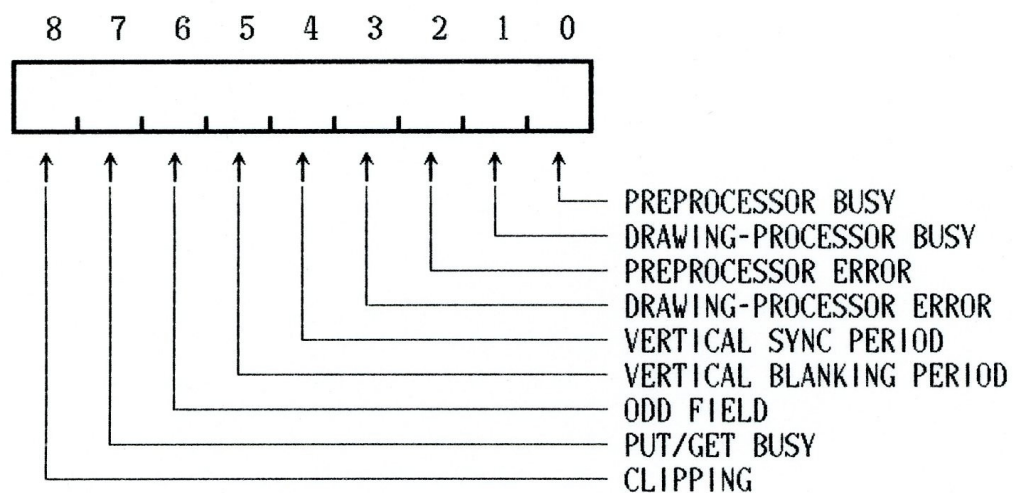 8 7 6 5 4 3 2 1 0
PREPROCESSOR BUSY
DRAWING-PROCESSOR BUSY
PREPROCESSOR ERROR
DRAWING-PROCESSOR ERROR
VERTICAL SYNC PERIOD
VERTICAL BLANKING PERIOD
ODD FIELD
PUT/GET BUSY
CLIPPING